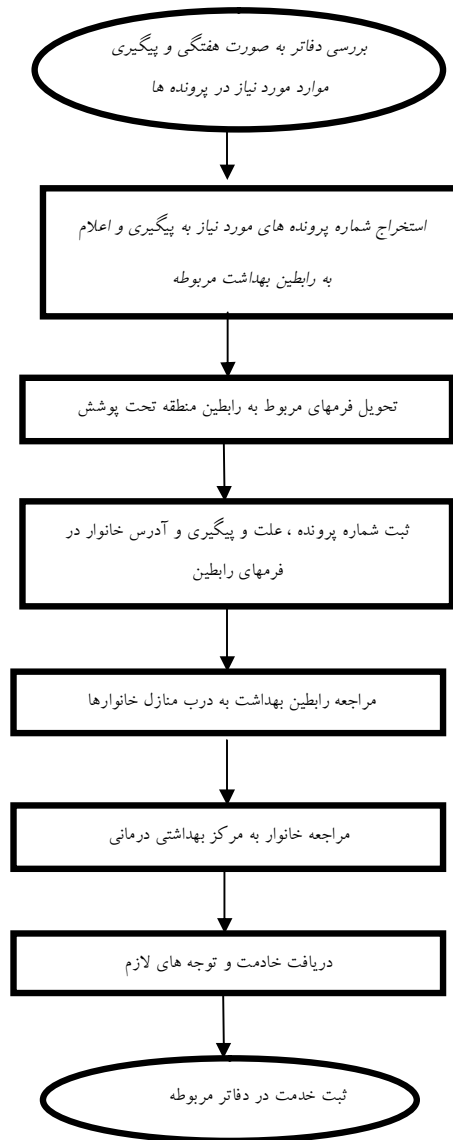 بررسی دفاتر به صورت هفتگی و پیگیری
موارد مورد نیاز در پرونده ها
استخراج شماره پرونده های مورد نیاز به پیگیری و اعلام
به رابطین بهداشت مربوطه
تحویل فرمهای مربوط به رابطین منطقه تحت پوشش
ثبت شماره پرونده ، علت و پیگیری و آدرس خانوار در
فرمهای رابطین
مراجعه رابطین بهداشت به درب منازل خانوارها
مراجعه خانوار به مرکز بهداشتی درمانی
دریافت خادمت و توجه های لازم
ثبت خدمت در دفاتر مربوطه